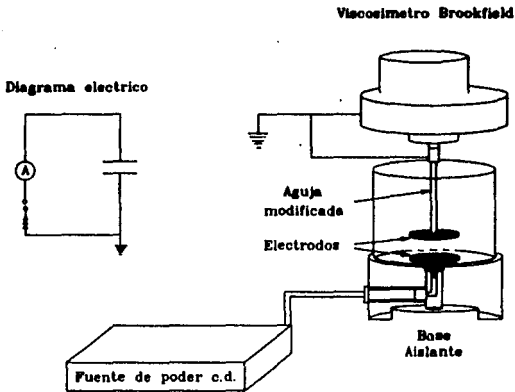 Viscosimetro Brookfield
Diagrama electrico
A
Aguja
modificada
Electrodos
Base
Aislante
Fuente de poder c.d.